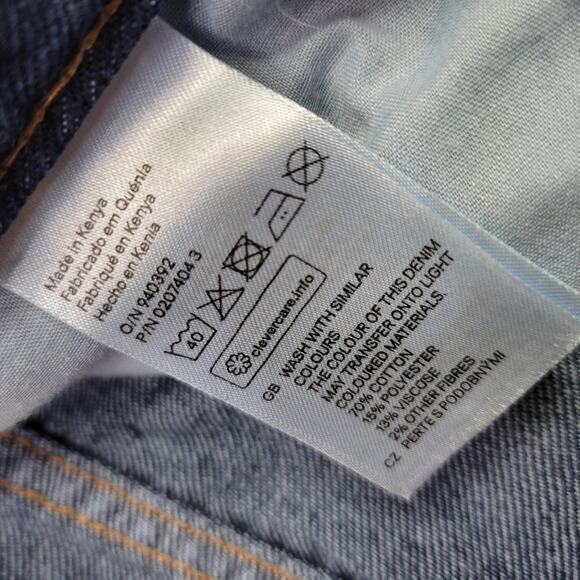 Made in Kenya
Fabricado em Quénia
Fabriqué en Kenya
Hecho en Kenia
O/N 940392
P/N 0207404 3
40
clevercare.info
GB WASH WITH SIMILAR
COLOURS
THE COLOUR OF THIS DENIM
MAY TRANSFER ONTO LIGHT
COLOURED MATERIALS.
70% COTTON
15% POLYESTER
13% VISCOSE
2% OTHER FIBRES
CZ PERTE S PODOBNÝMI